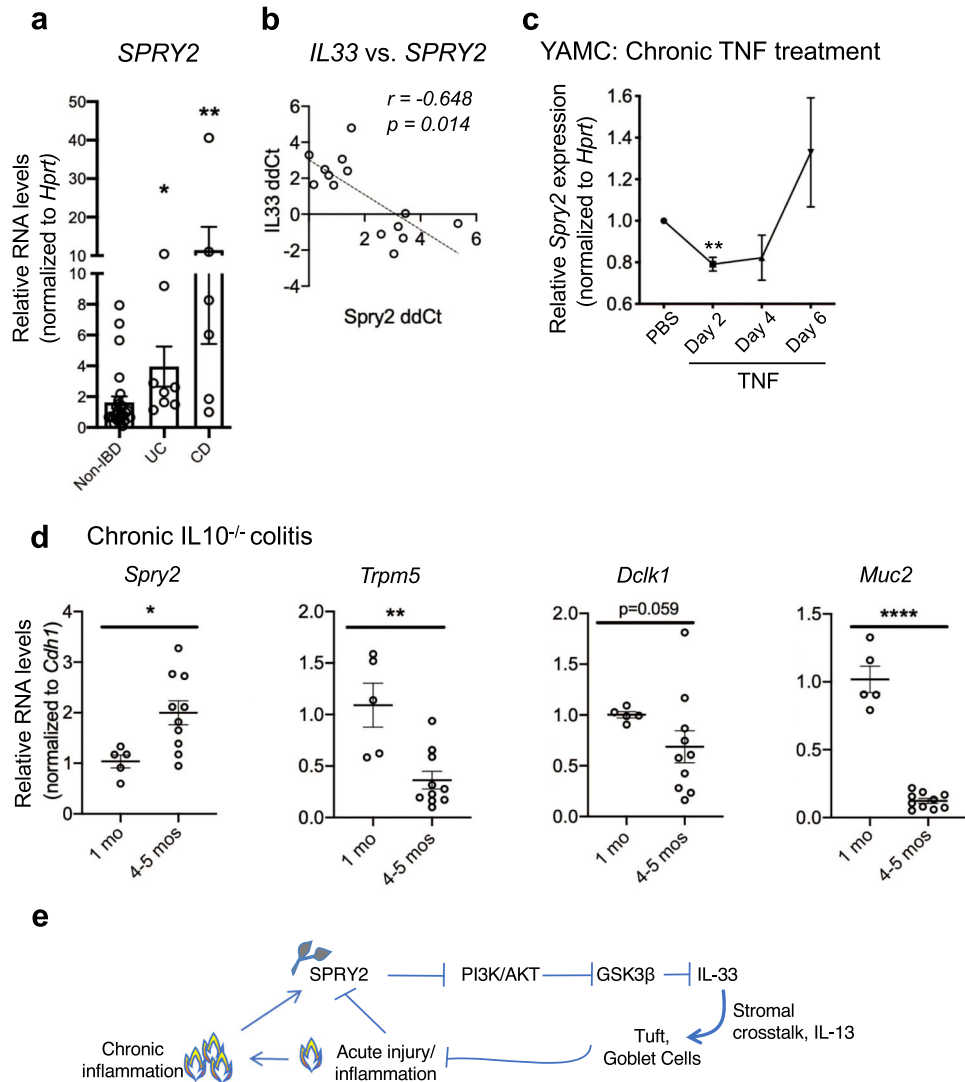 a
SPRY2
Relative RNA levels
(normalized to Hprt)
50
40
30
20
10
10
8
6
4
2
0
*
**
Non-IBD
UC
CD
b
IL33 vs. SPRY2
r = -0.648
p = 0.014
IL33 ddCt
6
4
2
0
-2
-4
2
4
6
Spry2 ddCt
c
YAMC: Chronic TNF treatment
Relative Spry2 expression
(normalized to Hprt)
1.6
1.4
1.2
1.0
0.8
0.6
**
PBS
Day 2
Day 4
Day 6
TNF
d
Chronic IL10-/- colitis
Relative RNA levels
(normalized to Cdh1)
Spry2
*
4
3
2
1
0
1 mo
4-5 mos
Trpm5
**
2.0
1.5
1.0
0.5
0.0
1 mo
4-5 mos
Dclk1
p=0.059
2.0
1.5
1.0
0.5
0.0
1 mo
4-5 mos
Muc2
****
1.5
1.0
0.5
0.0
1 mo
4-5 mos
e
SPRY2
PI3K/AKT
GSK3β
IL-33
Stromal
crosstalk, IL-13
Tuft,
Goblet Cells
Acute injury/
inflammation
Chronic
inflammation